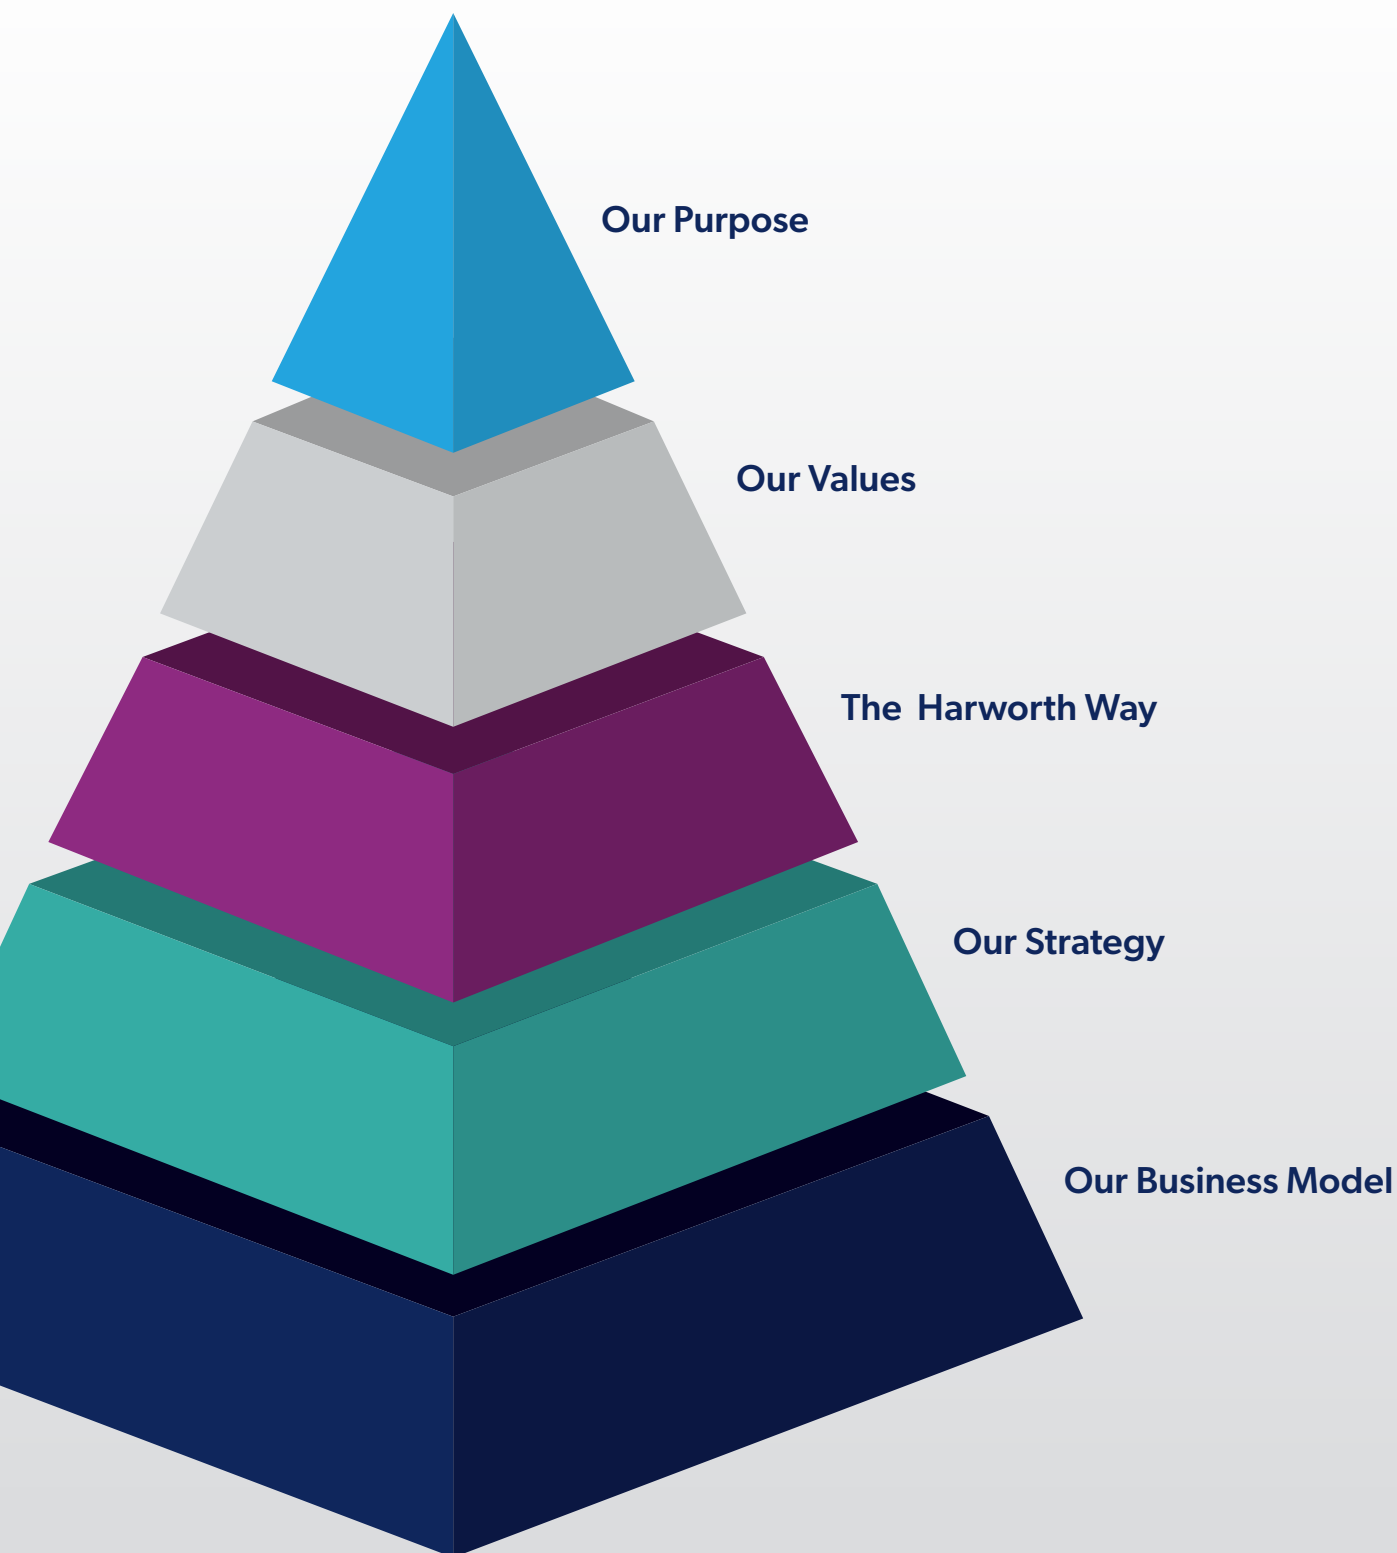 Our Purpose
Our Values
The Harworth Way
Our Strategy
Our Business Model